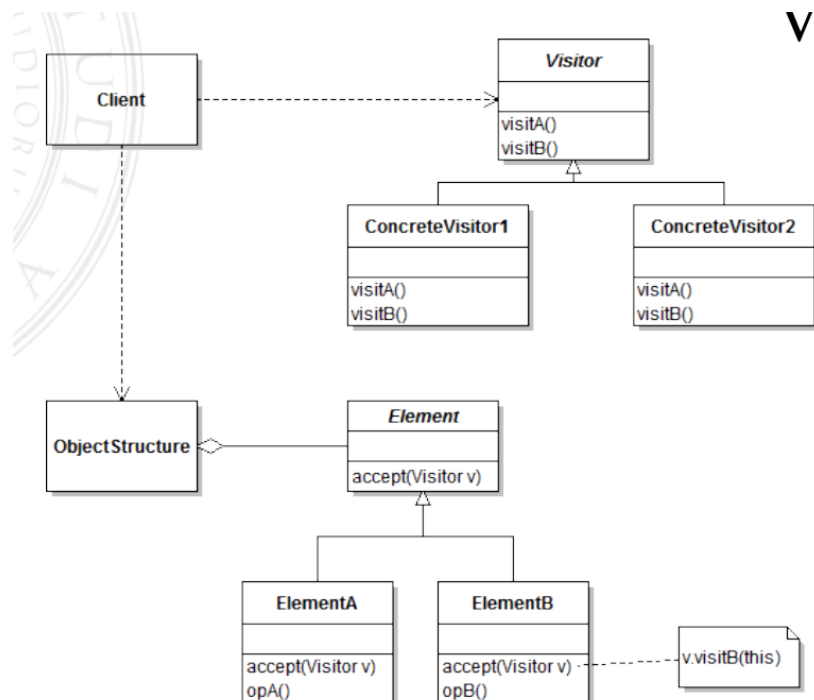 V
Visitor
Client
visitA()
visitB()
ConcreteVisitor1
ConcreteVisitor2
visitA()
visitB()
visitA()
visitB()
ObjectStructure
Element
accept(Visitor v)
ElementA
ElementB
accept(Visitor v)
opA()
accept(Visitor v)
opB()
v.visitB(this)